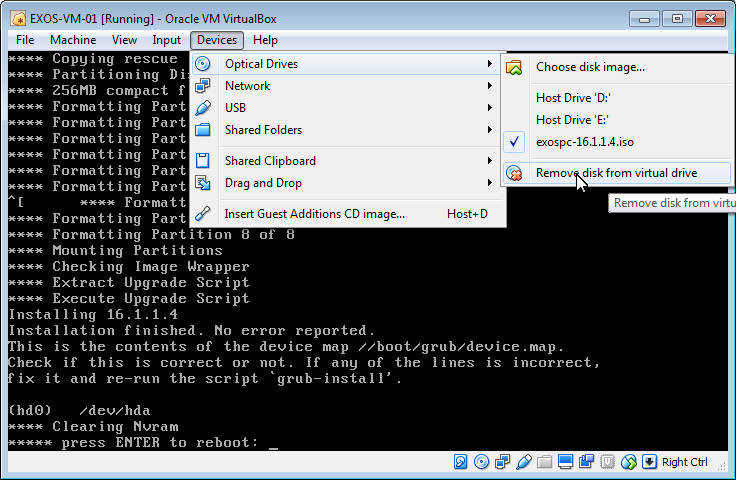 EXOS-VM-01 [Running] - Oracle VM VirtualBox
File Machine View Input Devices Help
Optical Drives
Network
USB
Shared Folders
Shared Clipboard
Drag and Drop
Insert Guest Additions CD image... Host+D
Choose disk image...
Host Drive 'D:'
Host Drive 'E:'
exospc-16.1.1.4.iso
Remove disk from virtual drive
Remove disk from virtu
**** Copying rescue
**** Partitioning Di
**** 256MB compact f
**** Formatting Part
**** Formatting Part
**** Formatting Part
**** Formatting Part
**** Formatting Part
**** Formatting Part
^[ **** Formatt
**** Formatting Part
**** Formatting Partition 8 of 8
**** Mounting Partitions
**** Checking Image Wrapper
**** Extract Upgrade Script
**** Execute Upgrade Script
Installing 16.1.1.4
Installation finished. No error reported.
This is the contents of the device map //boot/grub/device.map.
Check if this is correct or not. If any of the lines is incorrect,
fix it and re-run the script `grub-install'.
(hd0) /dev/hda
**** Clearing Nvram
***** press ENTER to reboot: _
Right Ctrl